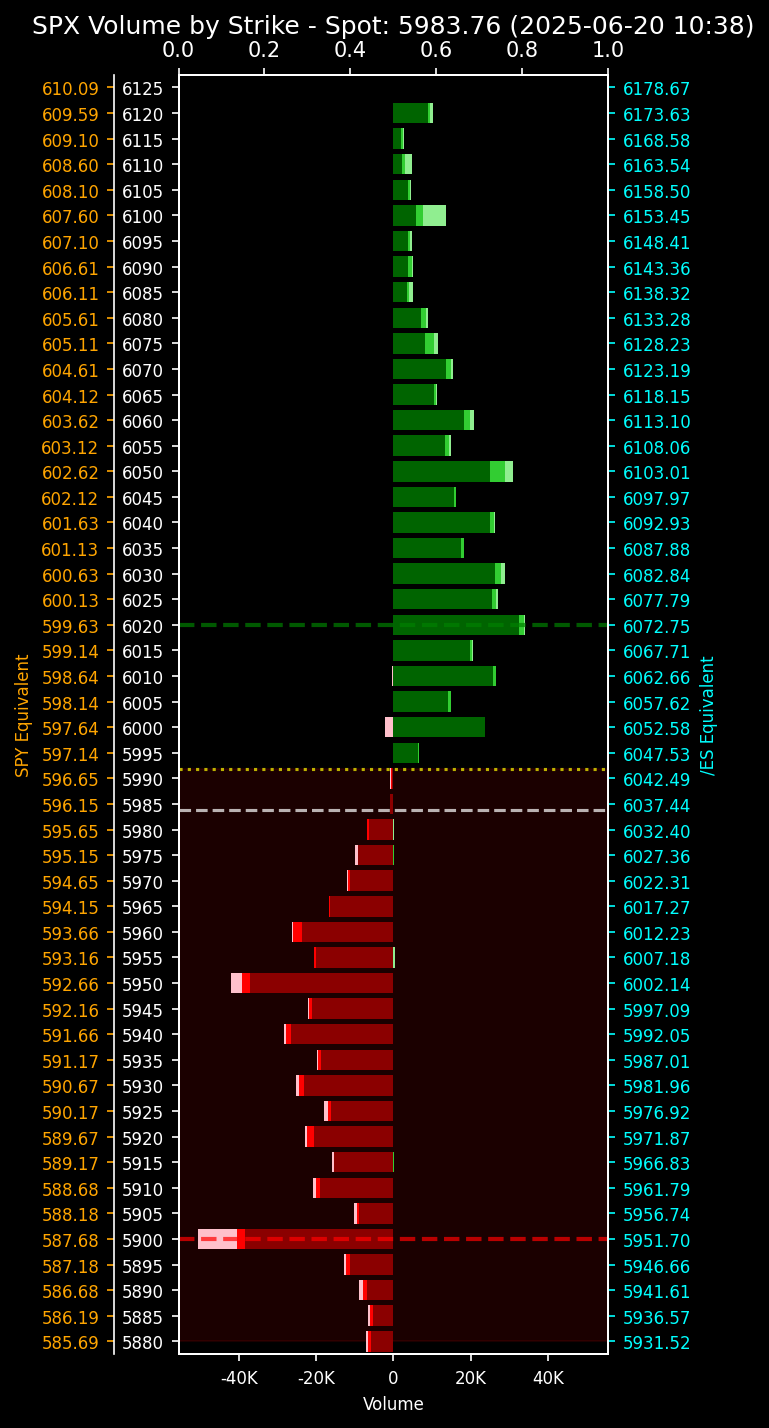 SPX Volume by Strike - Spot: 5983.76 (2025-06-20 10:38)
0.0 0.2 0.4 0.6 0.8 1.0
610.09 6125 6178.67
609.59 6120 6173.63
609.10 6115 6168.58
608.60 6110 6163.54
608.10 6105 6158.50
607.60 6100 6153.45
607.10 6095 6148.41
606.61 6090 6143.36
606.11 6085 6138.32
605.61 6080 6133.28
605.11 6075 6128.23
604.61 6070 6123.19
604.12 6065 6118.15
603.62 6060 6113.10
603.12 6055 6108.06
602.62 6050 6103.01
602.12 6045 6097.97
601.63 6040 6092.93
601.13 6035 6087.88
600.63 6030 6082.84
600.13 6025 6077.79
599.63 6020 6072.75
599.14 6015 6067.71
598.64 6010 6062.66
598.14 6005 6057.62
597.64 6000 6052.58
597.14 5995 6047.53
596.65 5990 6042.49
596.15 5985 6037.44
595.65 5980 6032.40
595.15 5975 6027.36
594.65 5970 6022.31
594.15 5965 6017.27
593.66 5960 6012.23
593.16 5955 6007.18
592.66 5950 6002.14
592.16 5945 5997.09
591.66 5940 5992.05
591.17 5935 5987.01
590.67 5930 5981.96
590.17 5925 5976.92
589.67 5920 5971.87
589.17 5915 5966.83
588.68 5910 5961.79
588.18 5905 5956.74
587.68 5900 5951.70
587.18 5895 5946.66
586.68 5890 5941.61
586.19 5885 5936.57
585.69 5880 5931.52
SPY Equivalent
/ES Equivalent
-40K -20K 0 20K 40K
Volume